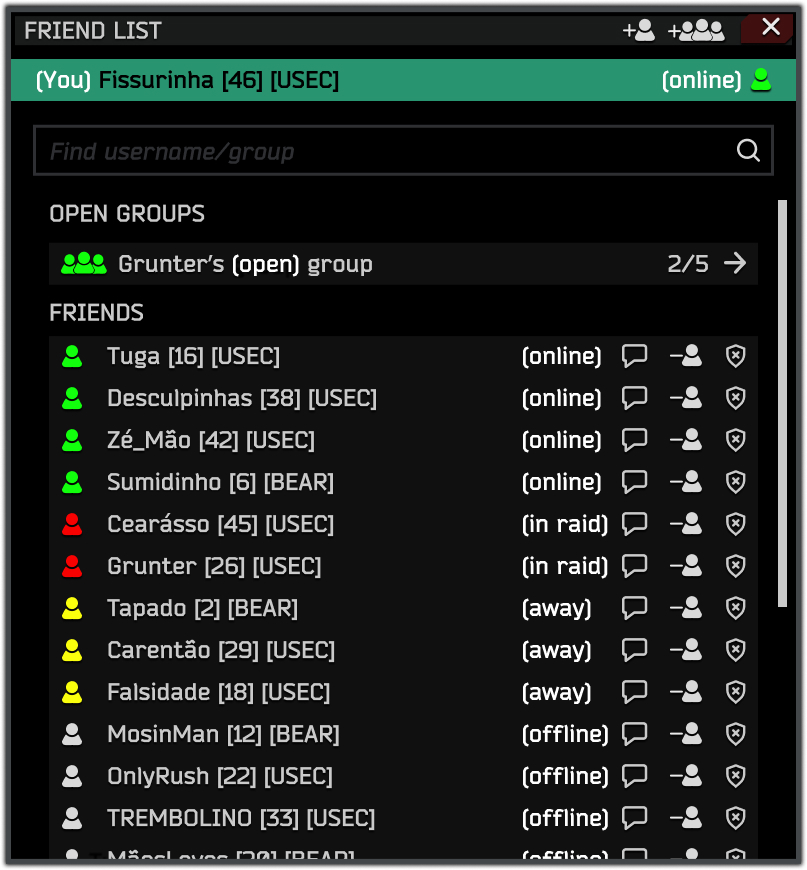 FRIEND LIST
(You) Fissurinha [46] [USEC] (online)
Find username/group
OPEN GROUPS
Grunter's (open) group 2/5
FRIENDS
Tuga [16] [USEC] (online)
Desculpinhas [38] [USEC] (online)
Zé_Mão [42] [USEC] (online)
Sumidinho [6] [BEAR] (online)
Cearásso [45] [USEC] (in raid)
Grunter [26] [USEC] (in raid)
Tapado [2] [BEAR] (away)
Carentão [29] [USEC] (away)
Falsidade [18] [USEC] (away)
MosinMan [12] [BEAR] (offline)
OnlyRush [22] [USEC] (offline)
TREMBOLINO [33] [USEC] (offline)
[BEAR] (offline)